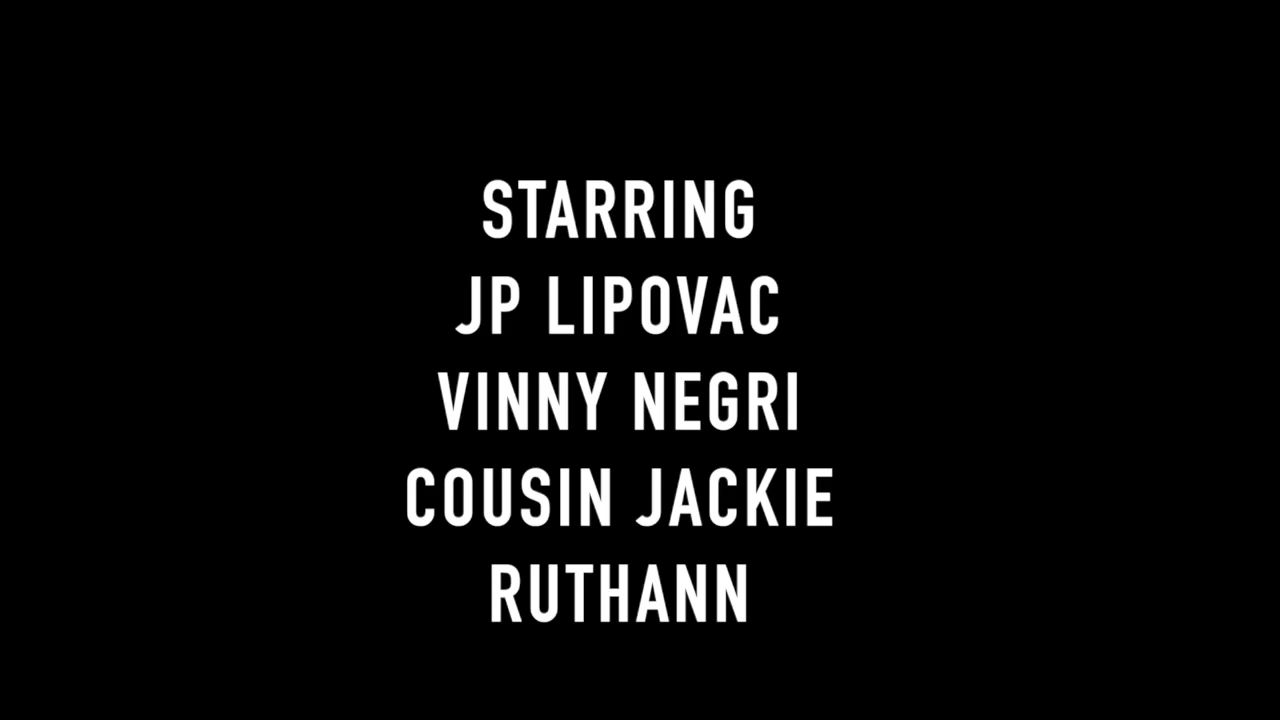 STARRING
JP LIPOVAC
VINNY NEGRI
COUSIN JACKIE
RUTHANN